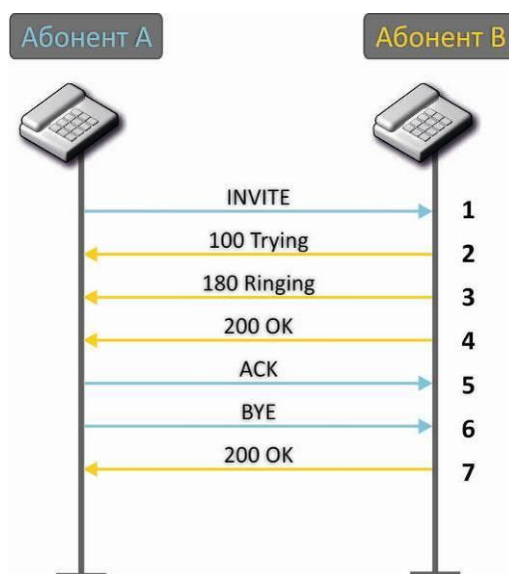 Абонент А
Абонент В
INVITE
1
100 Trying
2
180 Ringing
3
200 OK
4
ACK
5
BYE
6
200 OK
7